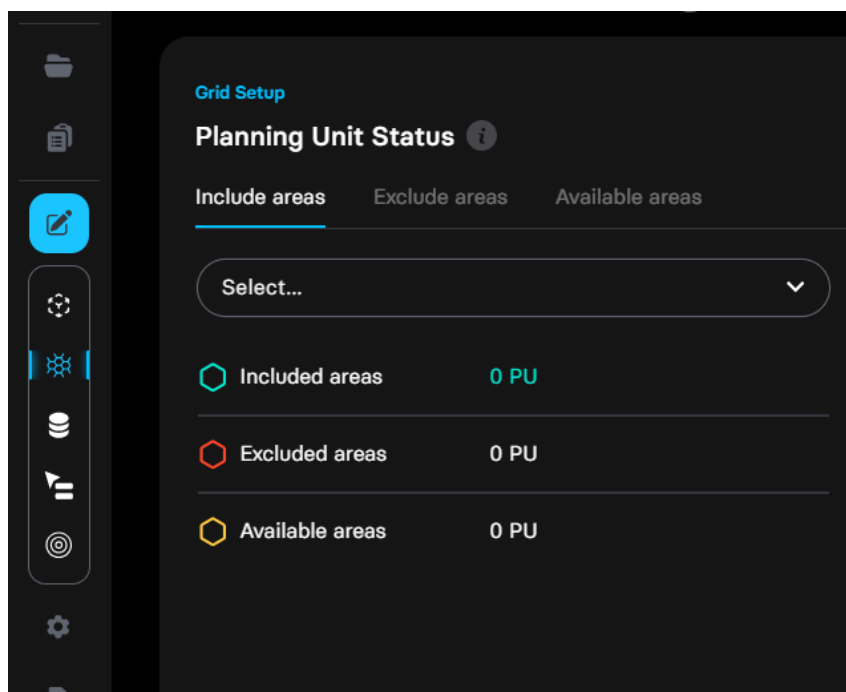 Grid Setup
Planning Unit Status i
Include areas Exclude areas Available areas
Select...
Included areas 0 PU
Excluded areas 0 PU
Available areas 0 PU